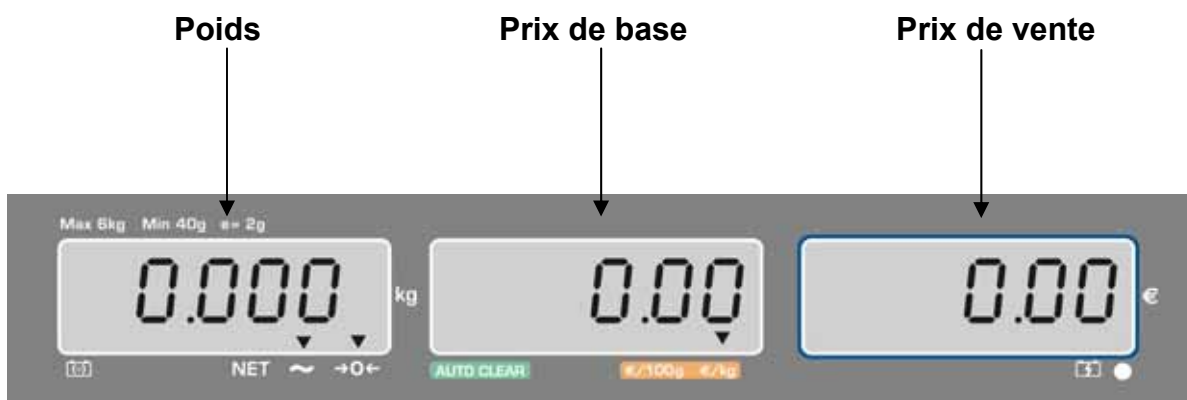 Poids Prix de base Prix de vente
Max 6kg Min 40g e= 2g
0.000 kg 0.00 0.00 €
NET ~ →0← AUTO CLEAR €/100g €/kg